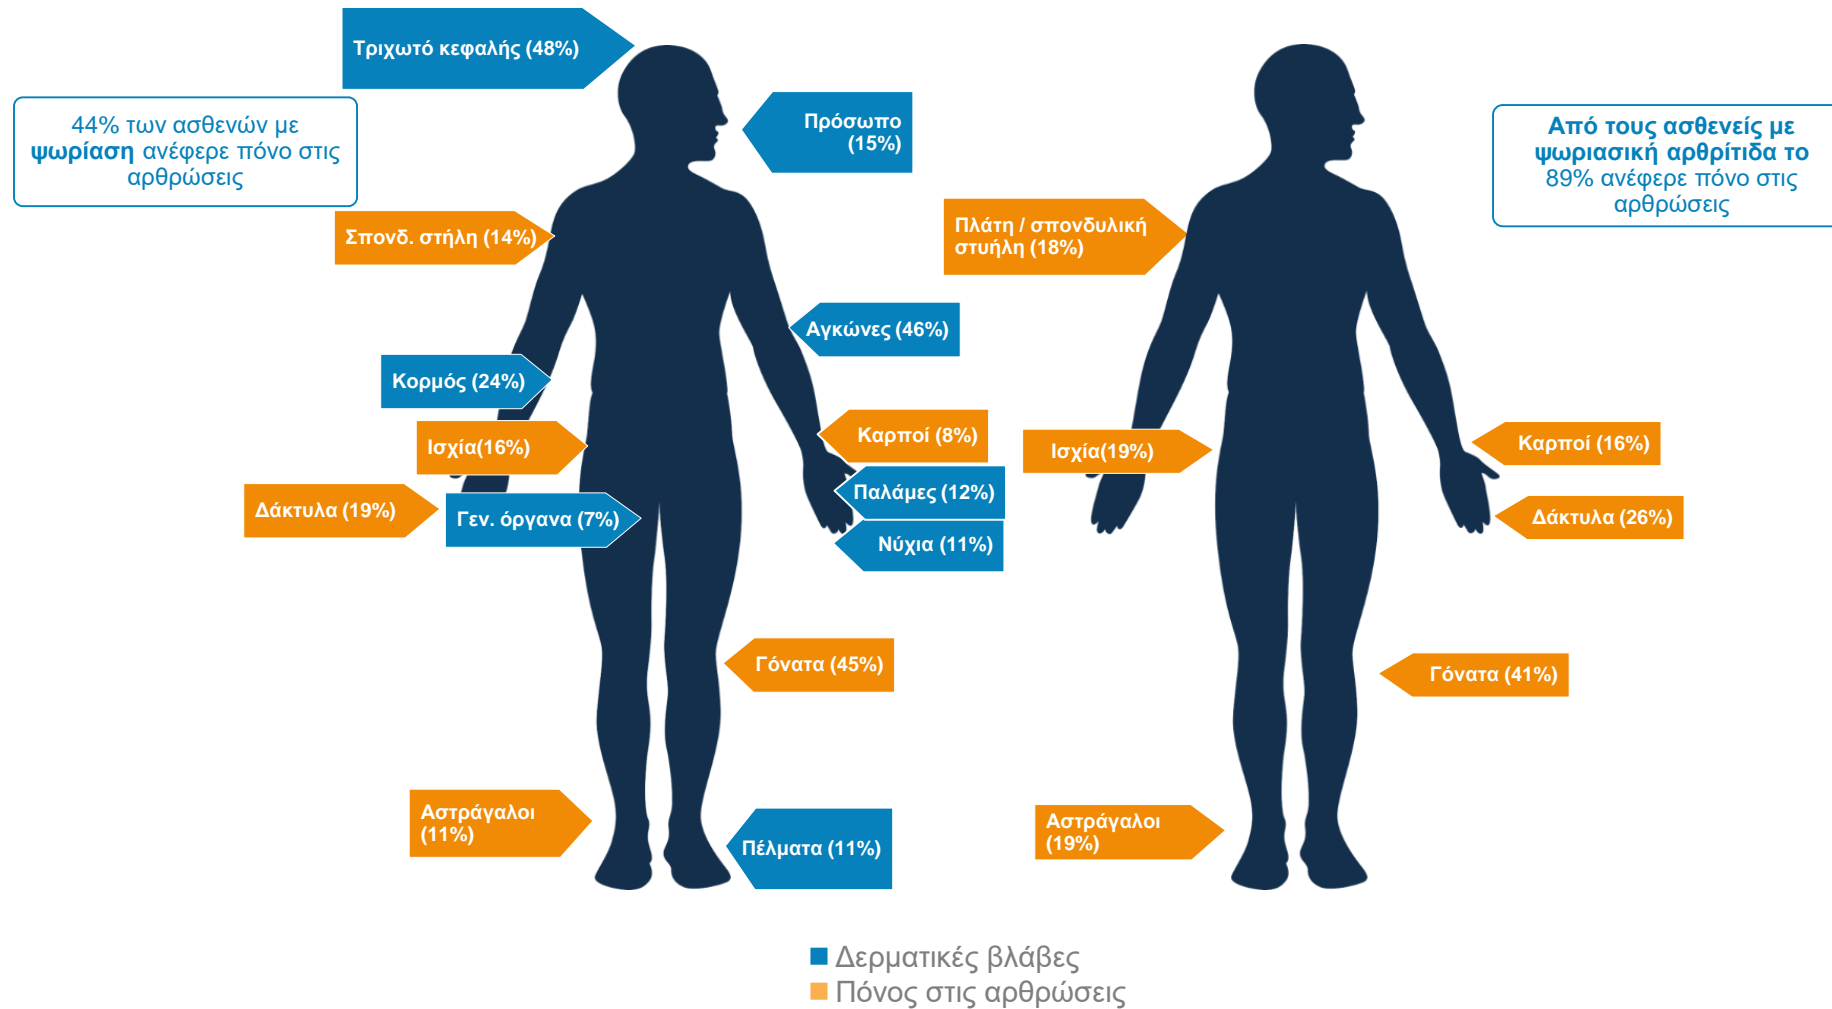 Τριχωτό κεφαλής (48%)
44% των ασθενών με
ψωρίαση ανέφερε πόνο στις
αρθρώσεις
Πρόσωπο
(15%)
Σπονδ. στήλη (14%)
Αγκώνες (46%)
Κορμός (24%)
Ισχία(16%)
Καρποί (8%)
Δάκτυλα (19%)
Γεν. όργανα (7%)
Παλάμες (12%)
Νύχια (11%)
Γόνατα (45%)
Αστράγαλοι
(11%)
Πέλματα (11%)
Από τους ασθενείς με
ψωριασική αρθρίτιδα το
89% ανέφερε πόνο στις
αρθρώσεις
Πλάτη / σπονδυλική
στυήλη (18%)
Ισχία(19%)
Καρποί (16%)
Δάκτυλα (26%)
Γόνατα (41%)
Αστράγαλοι
(19%)
Δερματικές βλάβες
Πόνος στις αρθρώσεις